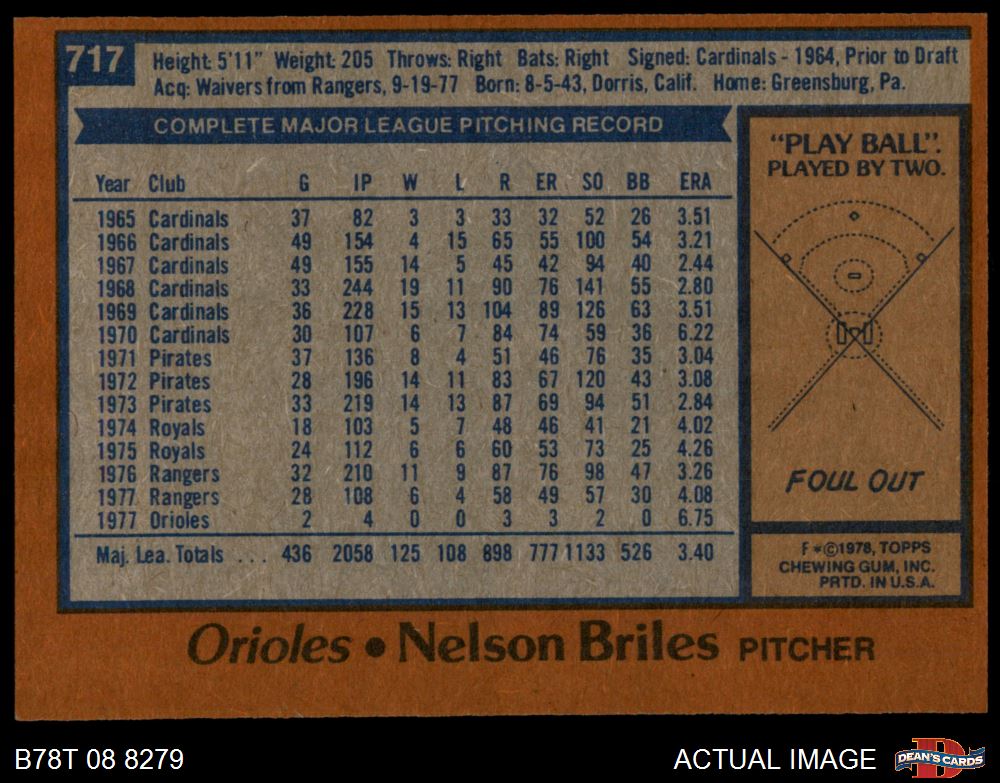 717
Height: 5'11" Weight: 205 Throws: Right Bats: Right Signed: Cardinals - 1964, Prior to Draft
Acq: Waivers from Rangers, 9-19-77 Born: 8-5-43, Dorris, Calif. Home: Greensburg, Pa.
COMPLETE MAJOR LEAGUE PITCHING RECORD
Year Club G IP W L R ER SO BB ERA
1965 Cardinals 37 82 3 3 33 32 52 26 3.51
1966 Cardinals 49 154 4 15 65 55 100 54 3.21
1967 Cardinals 49 155 14 5 45 42 94 40 2.44
1968 Cardinals 33 244 19 11 90 76 141 55 2.80
1969 Cardinals 36 228 15 13 104 89 126 63 3.51
1970 Cardinals 30 107 6 7 84 74 59 36 6.22
1971 Pirates 37 136 8 4 51 46 76 35 3.04
1972 Pirates 28 196 14 11 83 67 120 43 3.08
1973 Pirates 33 219 14 13 87 69 94 51 2.84
1974 Royals 18 103 5 7 48 46 41 21 4.02
1975 Royals 24 112 6 6 60 53 73 25 4.26
1976 Rangers 32 210 11 9 87 76 98 47 3.26
1977 Rangers 28 108 6 4 58 49 57 30 4.08
1977 Orioles 2 4 0 0 3 3 2 0 6.75
Maj. Lea. Totals . . . 436 2058 125 108 898 777 1133 526 3.40
"PLAY BALL".
PLAYED BY TWO.
FOUL OUT
F *©1978, TOPPS
CHEWING GUM, INC.
PRTD. IN U.S.A.
Orioles • Nelson Briles PITCHER
B78T 08 8279
ACTUAL IMAGE
D
DEAN'S CARDS